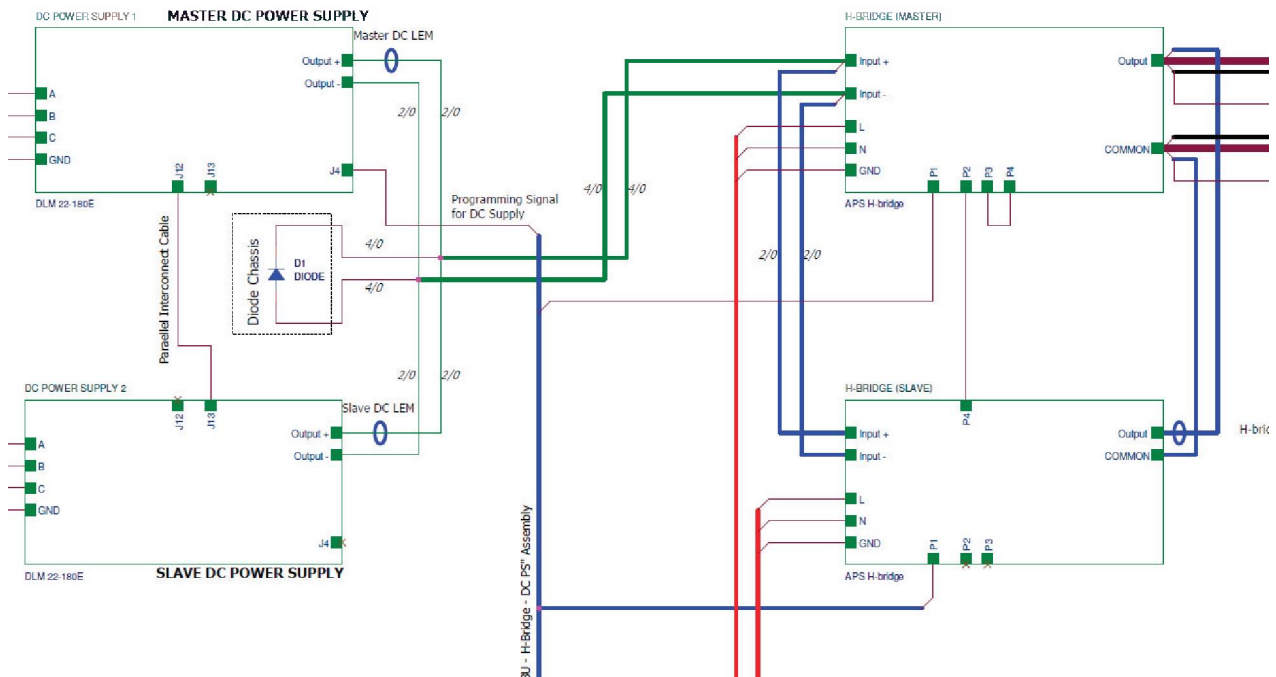 DC POWER SUPPLY 1
MASTER DC POWER SUPPLY
Master DC LEM
Output +
Output -
A
B
C
GND
J12
J13
J4
DLM 22-180E
2/0
2/0
Programming Signal
for DC Supply
Diode Chassis
D1
DIODE
4/0
4/0
4/0
4/0
Paraellel Interconnect Cable
2/0
2/0
DC POWER SUPPLY 2
Slave DC LEM
J12
J13
Output +
Output -
A
B
C
GND
J4
DLM 22-180E
SLAVE DC POWER SUPPLY
H-Bridge - DC PS" Assembly
H-BRIDGE (MASTER)
Input +
Input -
L
N
GND
Output
COMMON
P1
P2
P3
P4
APS H-bridge
2/0
2/0
H-BRIDGE (SLAVE)
P4
Input +
Input -
L
N
GND
Output
COMMON
P1
P2
P3
APS H-bridge